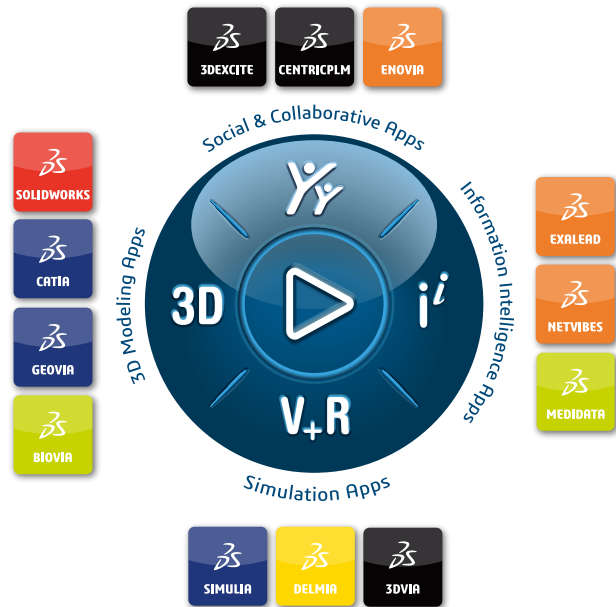 3DEXCITE
CENTRICPLM
ENOVIA
Social & Collaborative Apps
SOLIDWORKS
CATIA
GEOVIA
BIOVIA
3D Modeling Apps
3D
i i
V+R
Information Intelligence Apps
EXALEAD
NETVIBES
MEDIDATA
Simulation Apps
SIMULIA
DELMIA
3DVIA